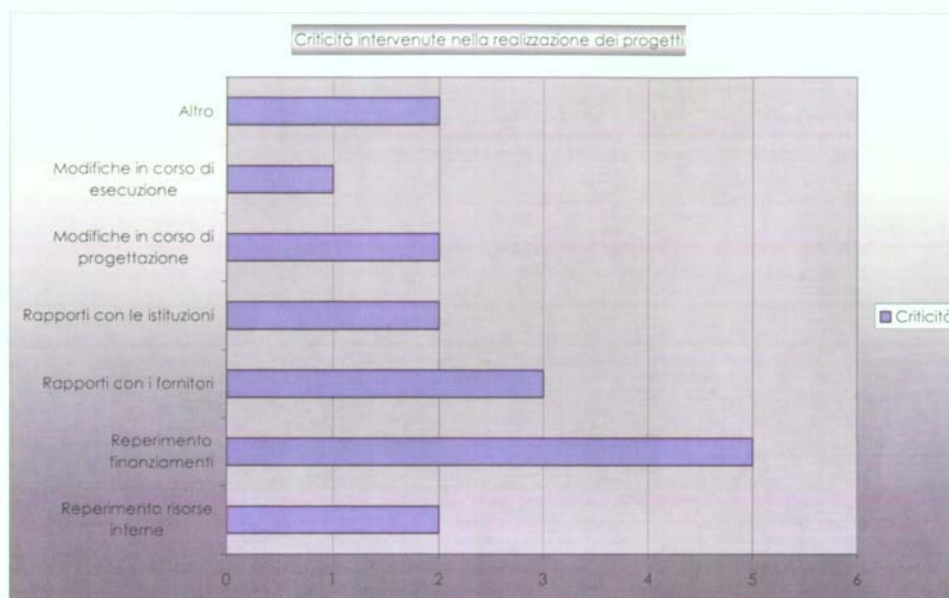 Criticità intervenute nella realizzazione dei progetti
Altro
Modifiche in corso di
esecuzione
Modifiche in corso di
progettazione
Rapporti con le istituzioni
Rapporti con i fornitori
Reperimento
finanziamenti
Reperimento risorse
interne
0 1 2 3 4 5 6
Criticità